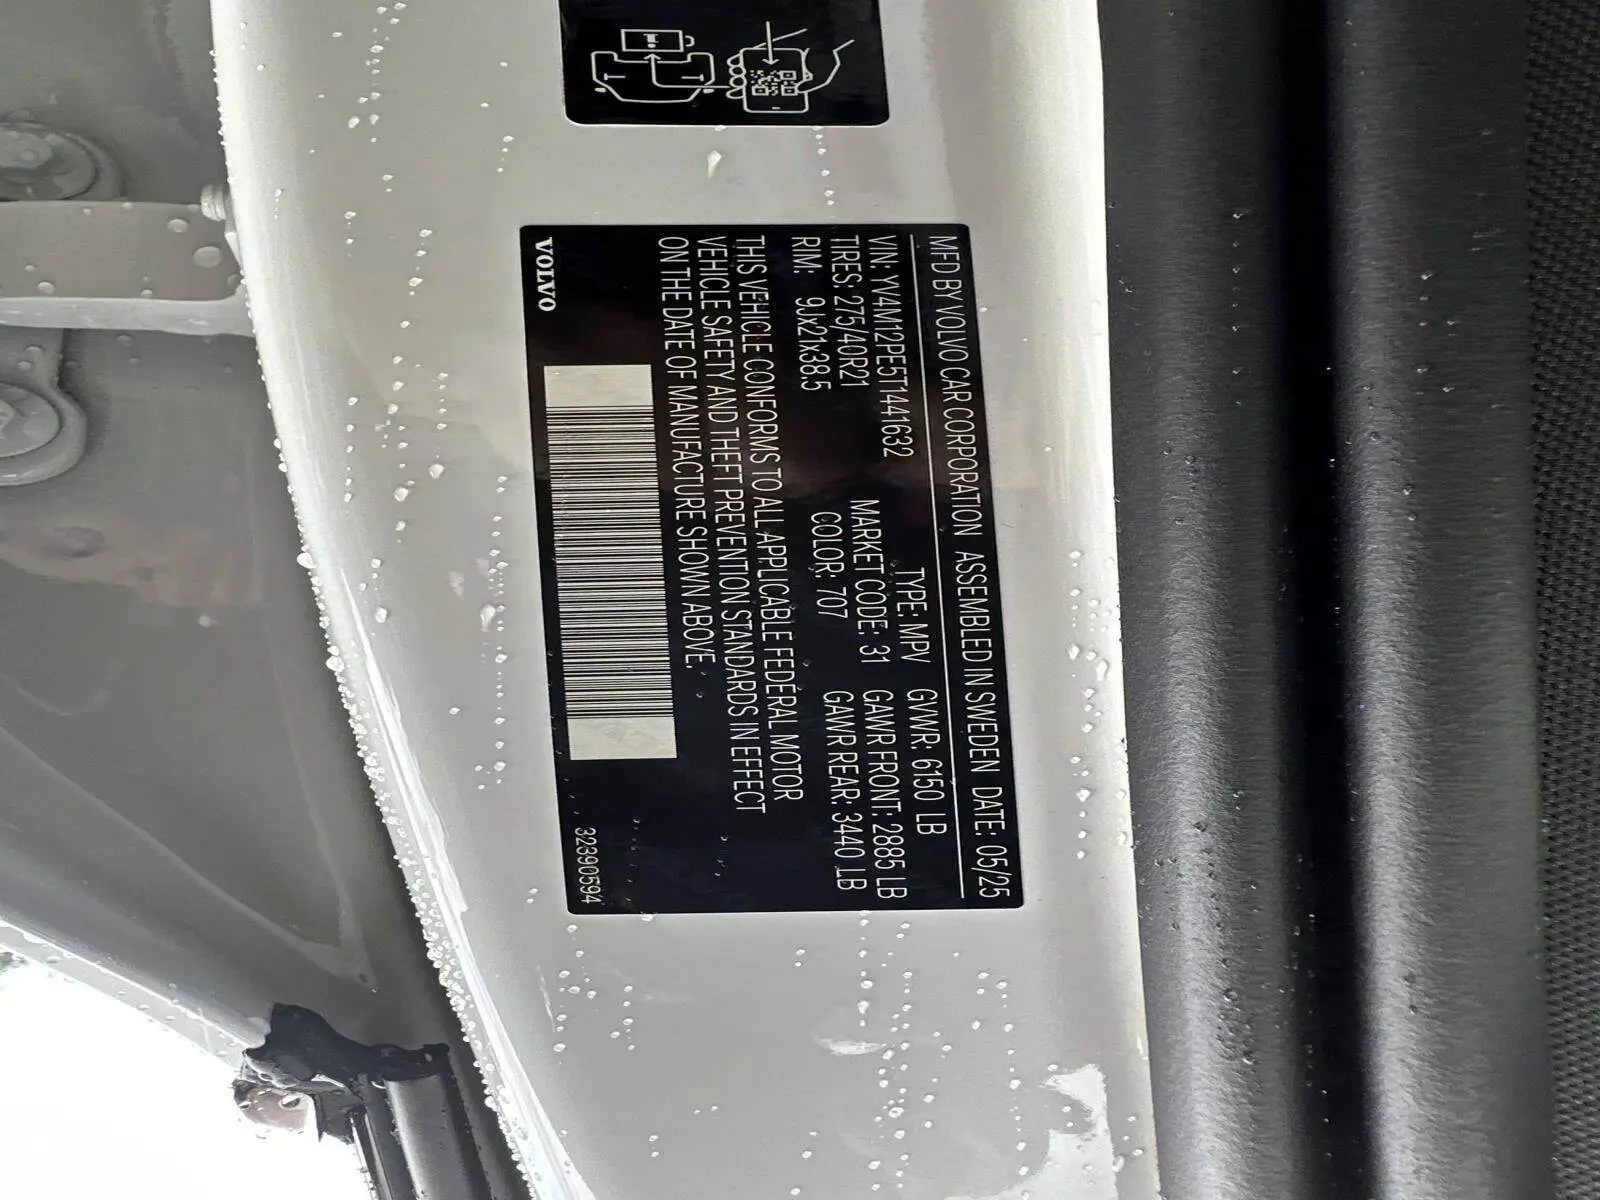 MFD BY VOLVO CAR CORPORATION ASSEMBLED IN SWEDEN DATE: 05/25
VIN: YV4M12PE5T1441632 TYPE: MPV GVWR: 6150 LB
TIRES: 275/40R21 MARKET CODE: 31 GAWR FRONT: 2885 LB
RIM: 9Jx21x38.5 COLOR: 707 GAWR REAR: 3440 LB
THIS VEHICLE CONFORMS TO ALL APPLICABLE FEDERAL MOTOR
VEHICLE SAFETY AND THEFT PREVENTION STANDARDS IN EFFECT
ON THE DATE OF MANUFACTURE SHOWN ABOVE.
VOLVO 32390594